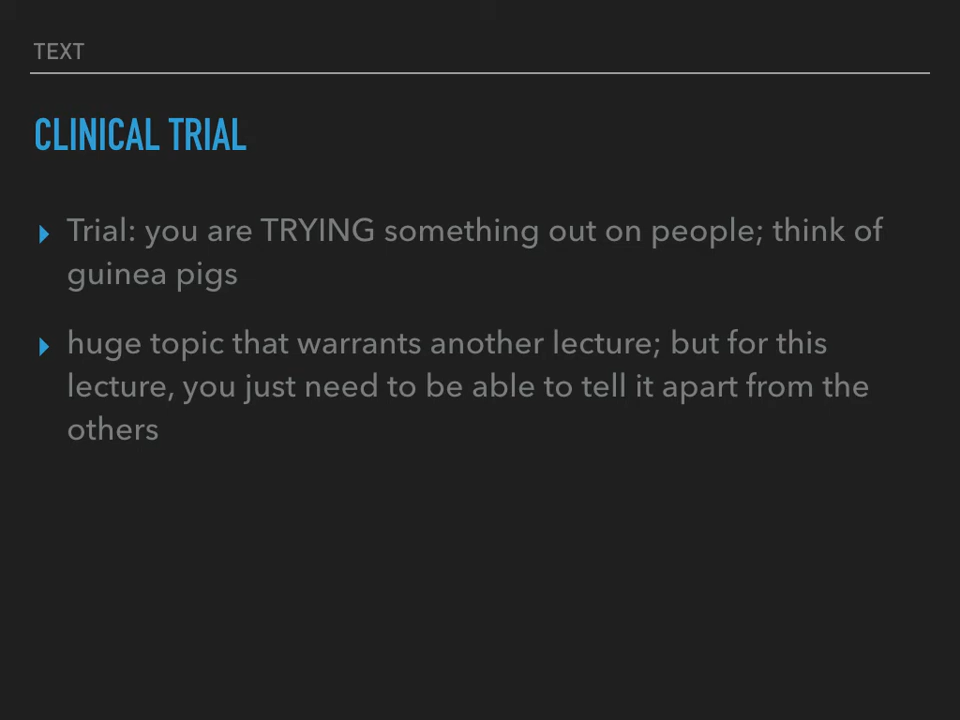 TEXT
CLINICAL TRIAL
▸ Trial: you are TRYING something out on people; think of
guinea pigs
▸ huge topic that warrants another lecture; but for this
lecture, you just need to be able to tell it apart from the
others